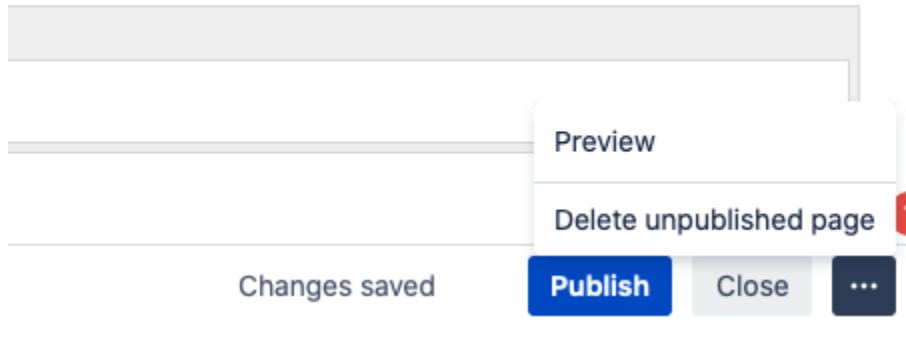 Preview
Delete unpublished page
Changes saved Publish Close ...